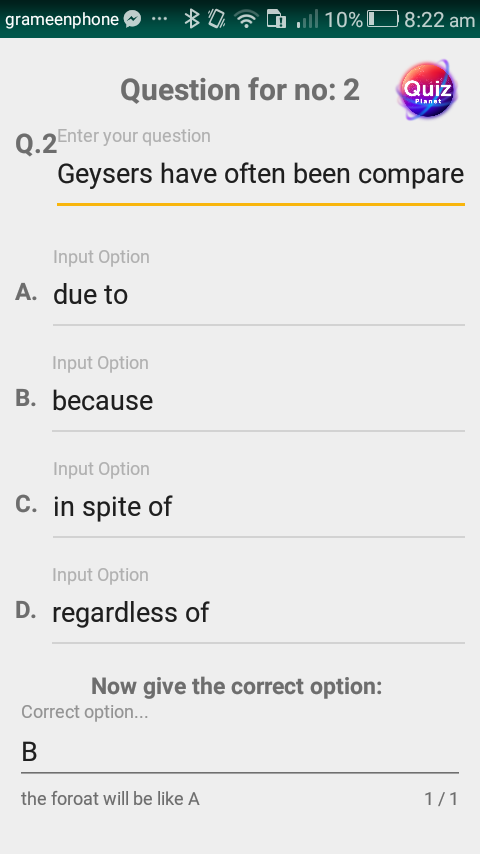 grameenphone ... 10% 8:22 am
Question for no: 2
Quiz
Planet
Q.2
Enter your question
Geysers have often been compare
Input Option
A. due to
Input Option
B. because
Input Option
C. in spite of
Input Option
D. regardless of
Now give the correct option:
Correct option...
B
the foroat will be like A 1 / 1